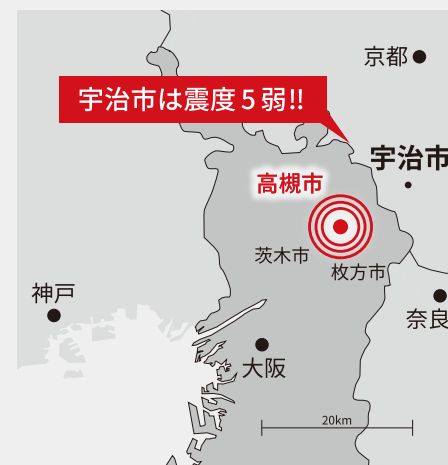 京都
宇治市は震度5弱!!
宇治市
高槻市
茨木市
枚方市
神戸
奈良
大阪
20km